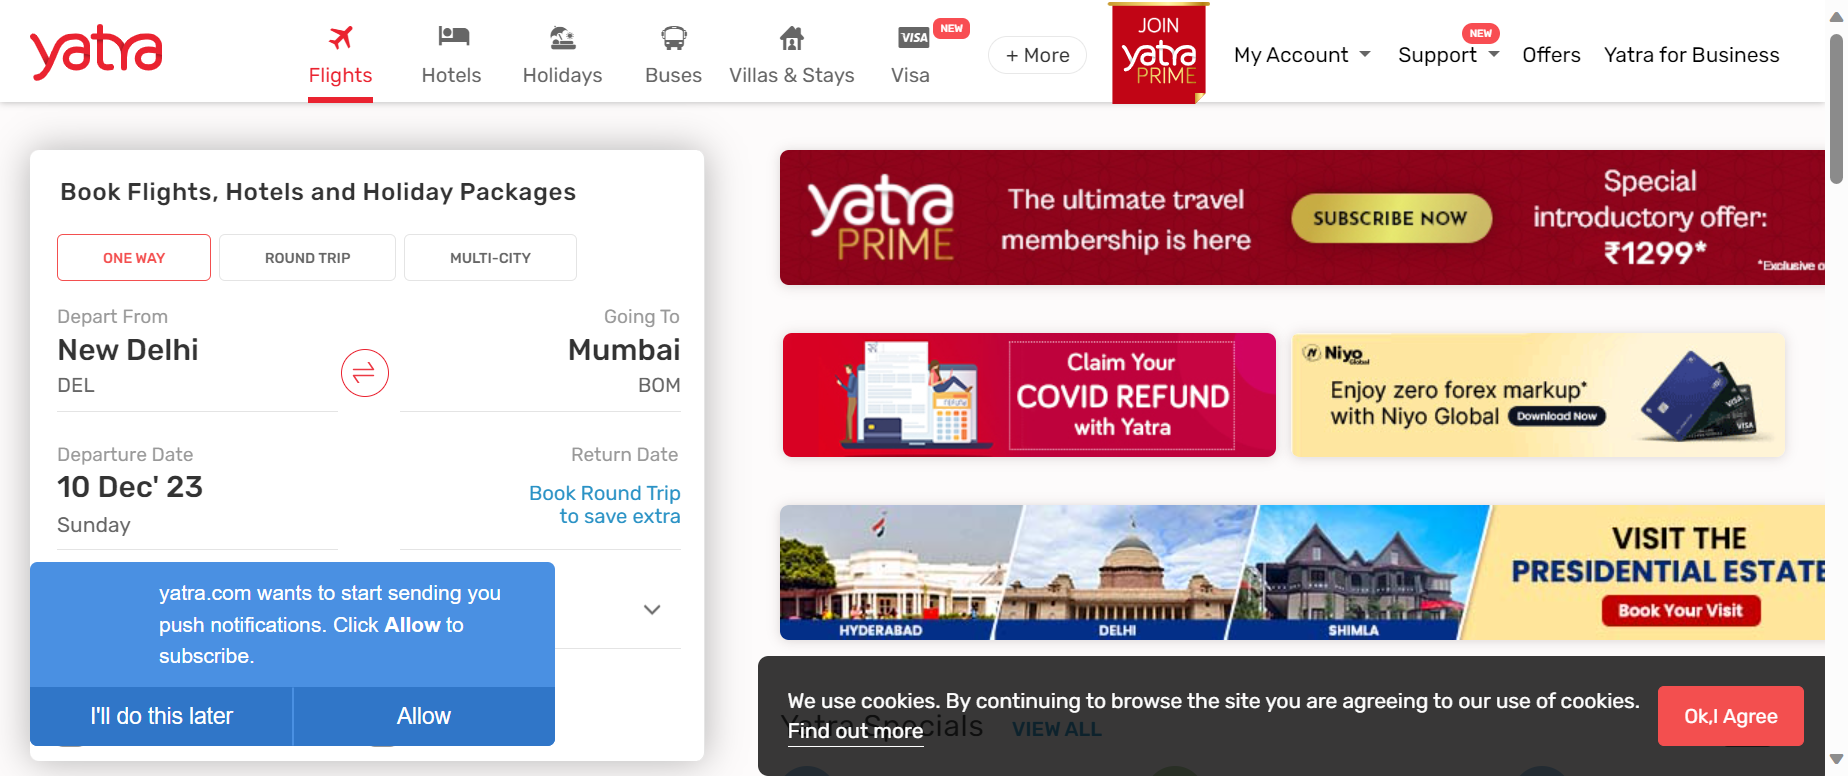 yatra
Flights
Hotels
Holidays
Buses
Villas & Stays
VISA
Visa
NEW
+ More
JOIN
yatra
PRIME
My Account
Support
NEW
Offers
Yatra for Business
Book Flights, Hotels and Holiday Packages
ONE WAY
ROUND TRIP
MULTI-CITY
Depart From
New Delhi
DEL
Going To
Mumbai
BOM
Departure Date
10 Dec' 23
Sunday
Return Date
Book Round Trip
to save extra
yatra.com wants to start sending you
push notifications. Click Allow to
subscribe.
I'll do this later
Allow
yatra
PRIME
The ultimate travel
membership is here
SUBSCRIBE NOW
Special
introductory offer:
₹1299*
*Exclusive o
REFUND
Claim Your
COVID REFUND
with Yatra
Niyo
Global
Enjoy zero forex markup*
with Niyo Global
Download Now
VISA
VISA
HYDERABAD
DELHI
SHIMLA
VISIT THE
PRESIDENTIAL ESTATE
Book Your Visit
We use cookies. By continuing to browse the site you are agreeing to our use of cookies.
Find out more
Ok,I Agree
Yatra Specials
VIEW ALL